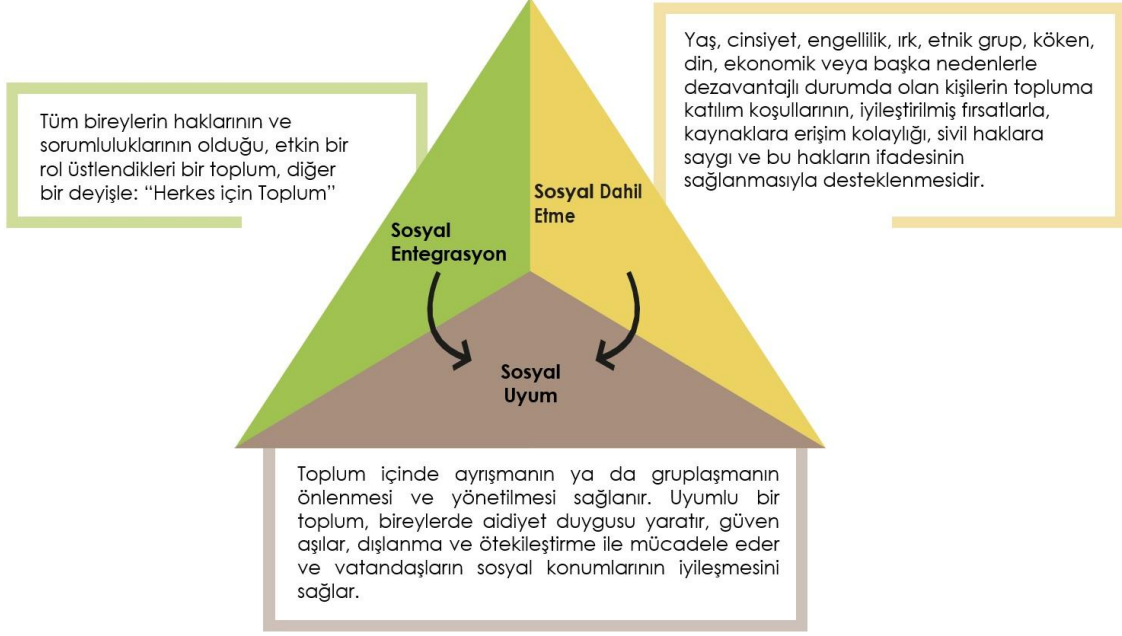 Tüm bireylerin haklarının ve
sorumluluklarının olduğu, etkin bir
rol üstlendikleri bir toplum, diğer
bir deyişle: “Herkes için Toplum”
Yaş, cinsiyet, engellilik, ırk, etnik grup, köken,
din, ekonomik veya başka nedenlerle
dezavantajlı durumda olan kişilerin topluma
katılım koşullarının, iyileştirilmiş fırsatlarla,
kaynaklara erişim kolaylığı, sivil haklara
saygı ve bu hakların ifadesinin
sağlanmasıyla desteklenmesidir.
Sosyal
Entegrasyon
Sosyal Dahil
Etme
Sosyal
Uyum
Toplum içinde ayrışmanın ya da gruplaşmanın
önlenmesi ve yönetilmesi sağlanır. Uyumlu bir
toplum, bireylerde aidiyet duygusu yaratır, güven
aşılar, dışlanma ve ötekileştirme ile mücadele eder
ve vatandaşların sosyal konumlarının iyileşmesini
sağlar.